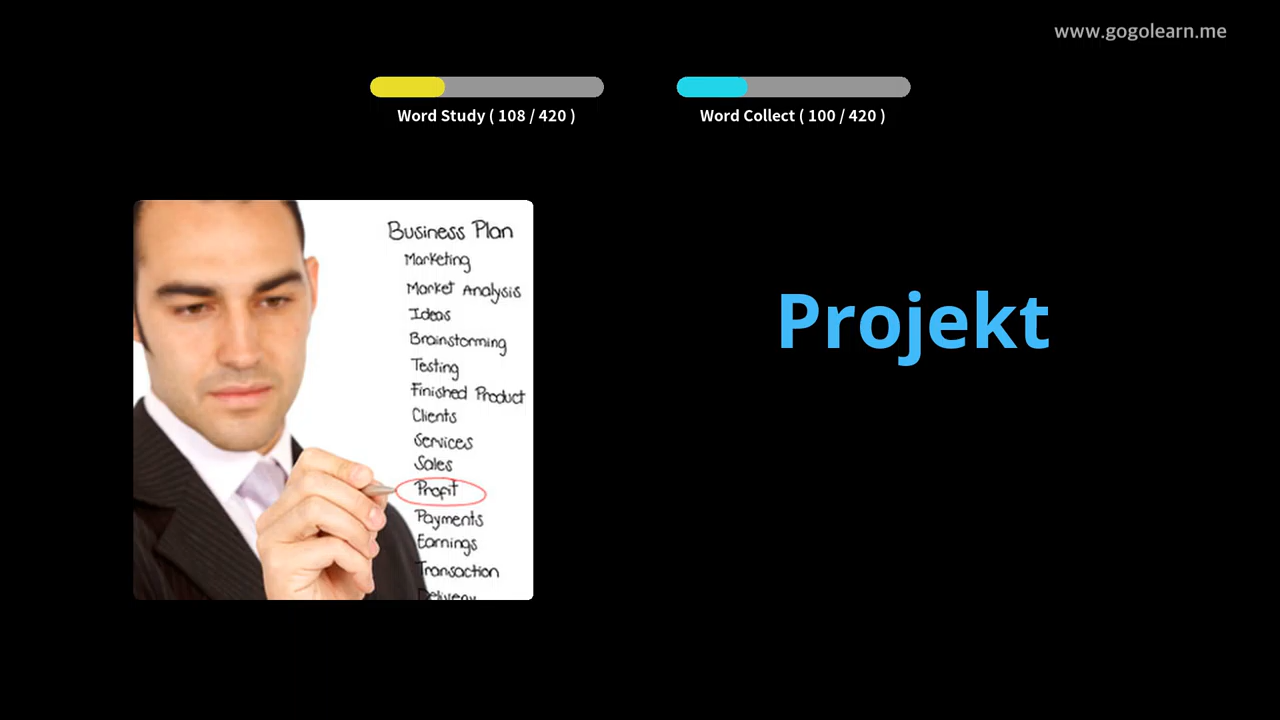 www.gogolearn.me
Word Study ( 108 / 420 )
Word Collect ( 100 / 420 )
Business Plan
Marketing
Market Analysis
Ideas
Brainstorming
Testing
Finished Product
Clients
Services
Sales
Profit
Payments
Earnings
Transaction
Delivery
Projekt